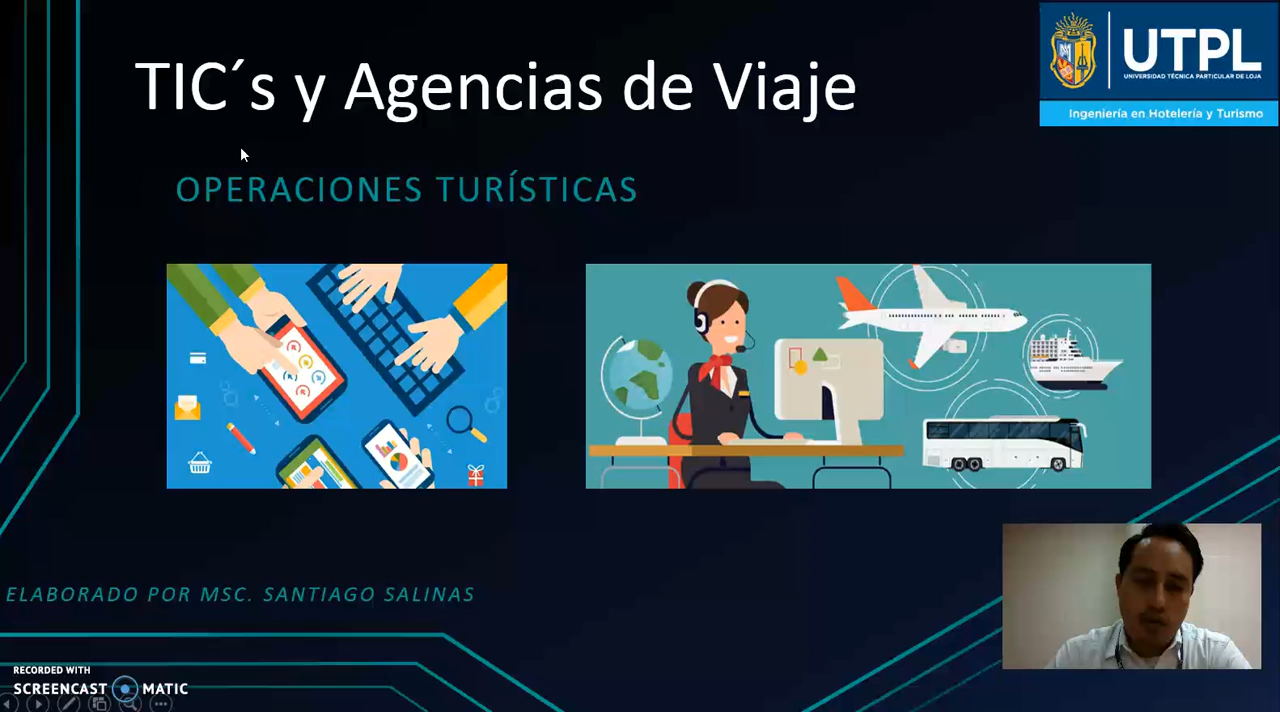 TIC´s y Agencias de Viaje
UTPL
UNIVERSIDAD TÉCNICA PARTICULAR DE LOJA
Ingeniería en Hotelería y Turismo
OPERACIONES TURÍSTICAS
ELABORADO POR MSC. SANTIAGO SALINAS
RECORDED WITH
SCREENCAST MATIC